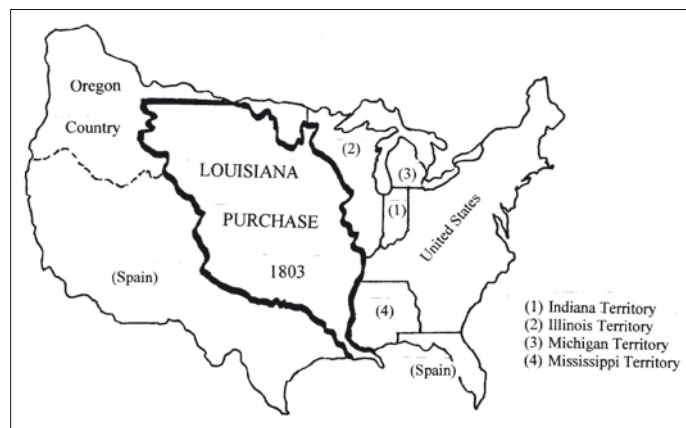 Oregon
Country
(2)
(3)
LOUISIANA
(1)
PURCHASE
United States
(Spain)
1803
(4)
(1) Indiana Territory
(2) Illinois Territory
(3) Michigan Territory
(4) Mississippi Territory
(Spain)